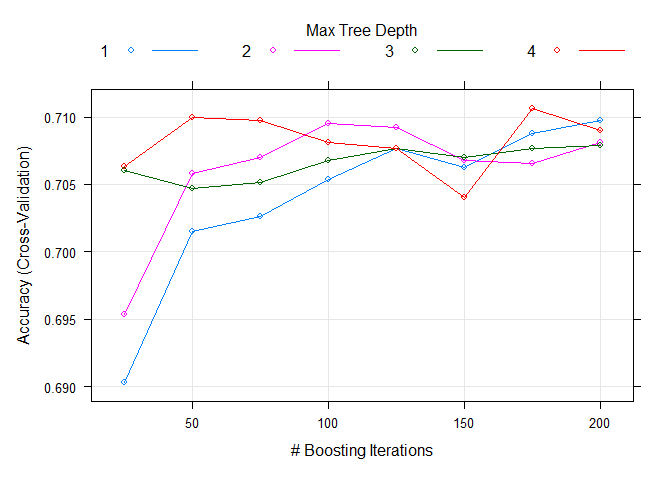 Max Tree Depth
1 2 3 4
0.710
0.705
0.700
0.695
0.690
Accuracy (Cross-Validation)
50 100 150 200
# Boosting Iterations